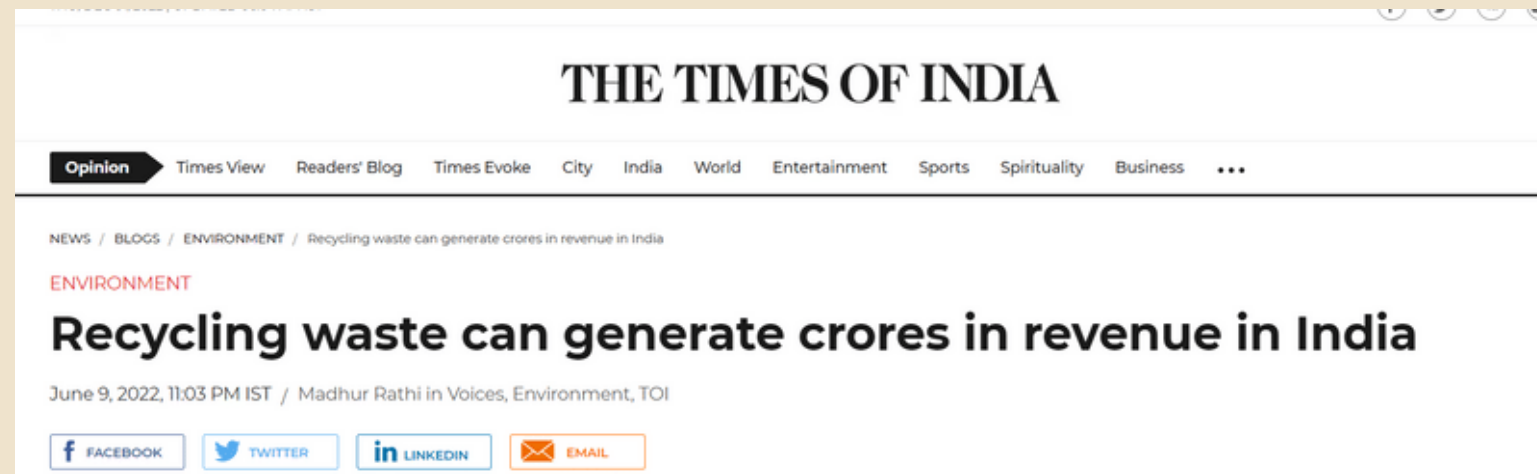 THE TIMES OF INDIA
Opinion Times View Readers' Blog Times Evoke City India World Entertainment Sports Spirituality Business •••
NEWS / BLOGS / ENVIRONMENT / Recycling waste can generate crores in revenue in India
ENVIRONMENT
Recycling waste can generate crores in revenue in India
June 9, 2022, 11:03 PM IST / Madhur Rathi in Voices, Environment, TOI
f FACEBOOK TWITTER in LINKEDIN EMAIL